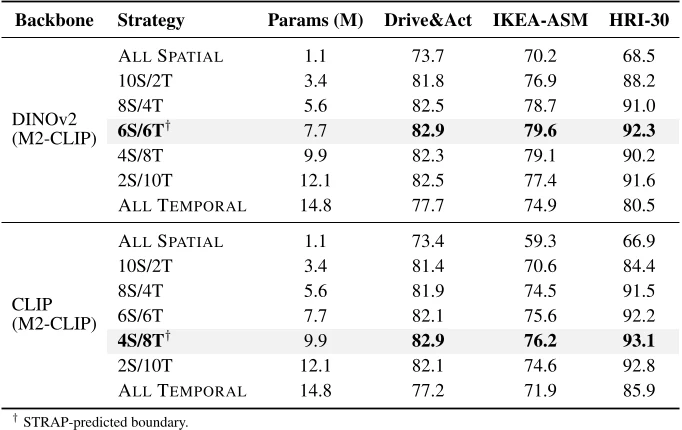 Backbone Strategy Params (M) Drive&Act IKEA-ASM HRI-30
ALL SPATIAL 1.1 73.7 70.2 68.5
10S/2T 3.4 81.8 76.9 88.2
8S/4T 5.6 82.5 78.7 91.0
DINOv2
(M2-CLIP)
6S/6T† 7.7 82.9 79.6 92.3
4S/8T 9.9 82.3 79.1 90.2
2S/10T 12.1 82.5 77.4 91.6
ALL TEMPORAL 14.8 77.7 74.9 80.5
ALL SPATIAL 1.1 73.4 59.3 66.9
10S/2T 3.4 81.4 70.6 84.4
8S/4T 5.6 81.9 74.5 91.5
CLIP
(M2-CLIP)
6S/6T 7.7 82.1 75.6 92.2
4S/8T† 9.9 82.9 76.2 93.1
2S/10T 12.1 82.1 74.6 92.8
ALL TEMPORAL 14.8 77.2 71.9 85.9
† STRAP-predicted boundary.